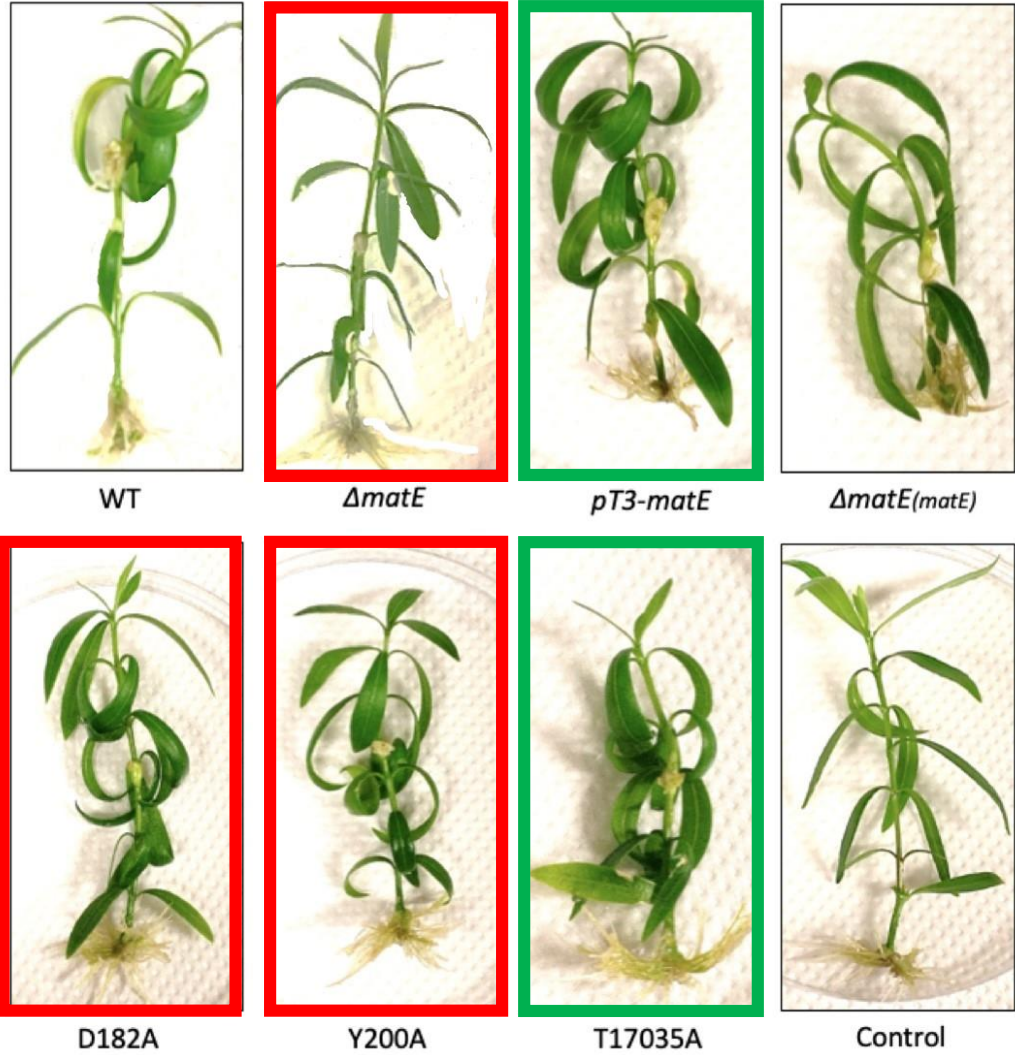 WT
ΔmatE
pT3-matE
ΔmatE(matE)
D182A
Y200A
T17035A
Control